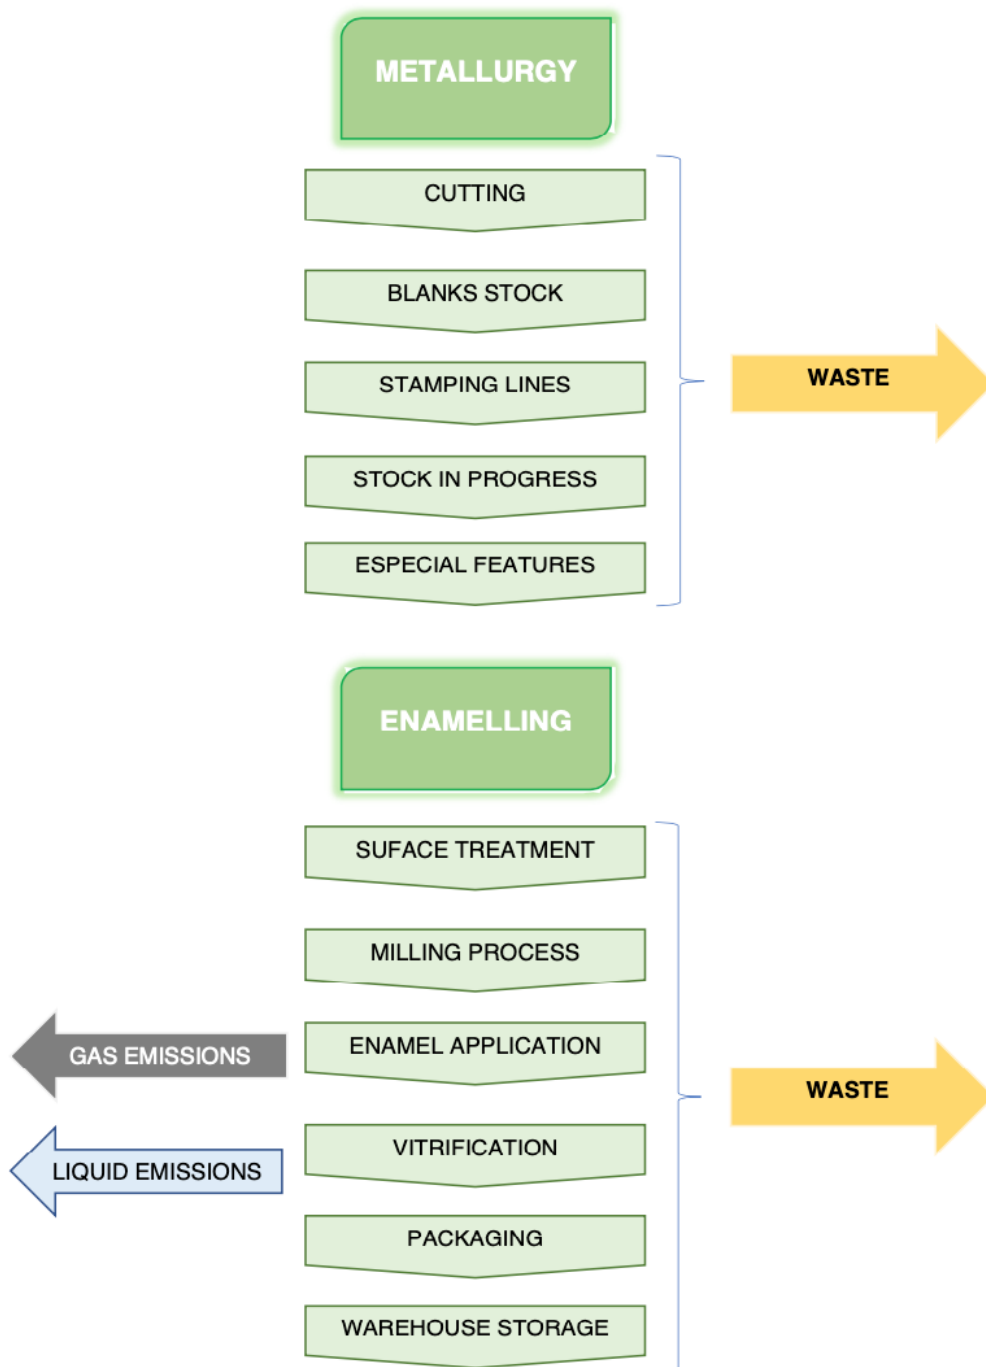 METALLURGY
CUTTING
BLANKS STOCK
STAMPING LINES
WASTE
STOCK IN PROGRESS
ESPECIAL FEATURES
ENAMELLING
SUFACE TREATMENT
MILLING PROCESS
ENAMEL APPLICATION
GAS EMISSIONS
WASTE
VITRIFICATION
LIQUID EMISSIONS
PACKAGING
WAREHOUSE STORAGE